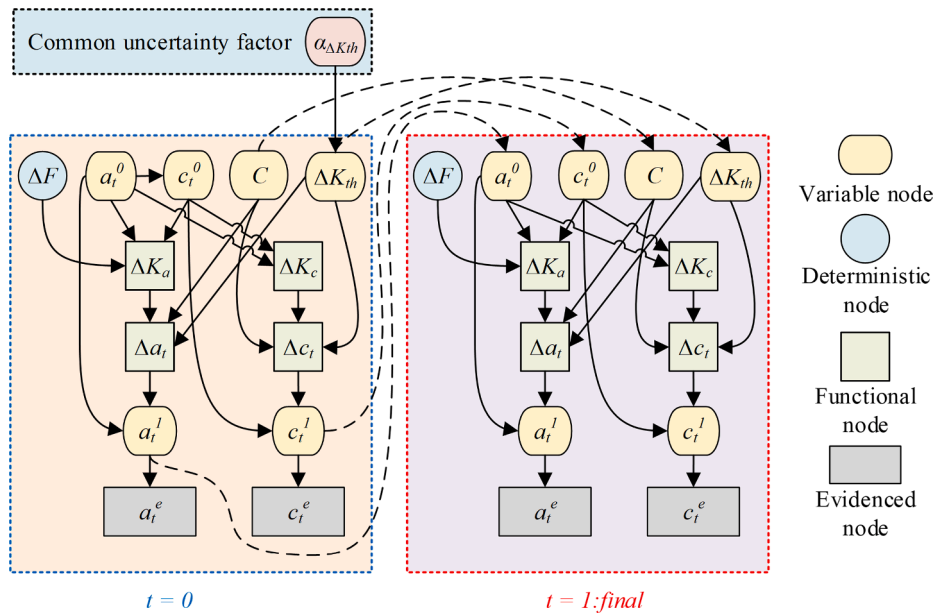 Common uncertainty factor α_ΔKth
ΔF a_t^0 c_t^0 C ΔK_th
ΔK_a ΔK_c
Δa_t Δc_t
a_t^1 c_t^1
a_t^e c_t^e
t = 0
ΔF a_t^0 c_t^0 C ΔK_th
ΔK_a ΔK_c
Δa_t Δc_t
a_t^1 c_t^1
a_t^e c_t^e
t = 1:final
Variable node
Deterministic
node
Functional
node
Evidenced
node